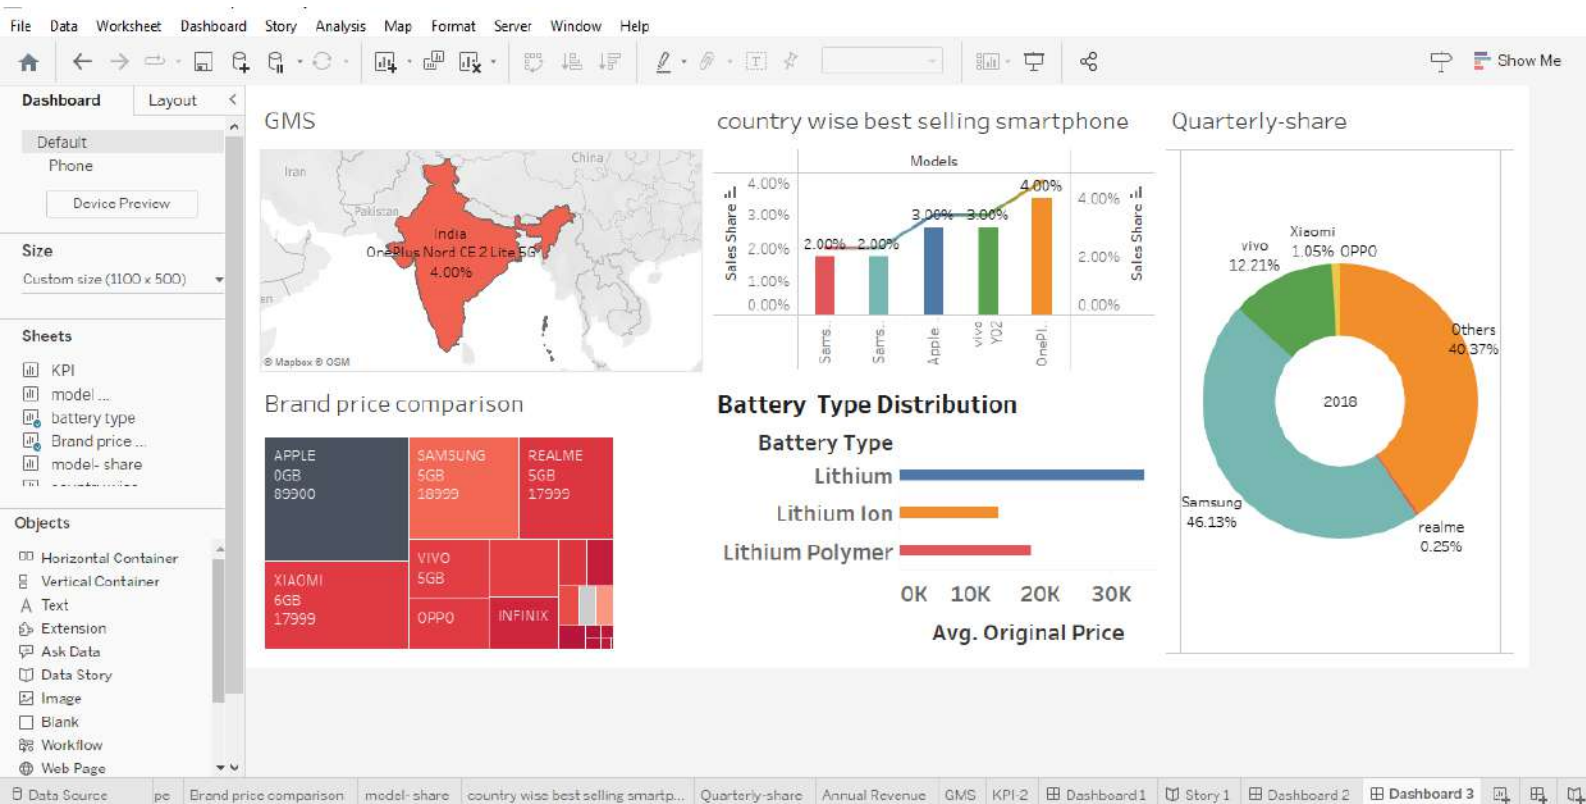 File Data Worksheet Dashboard Story Analysis Map Format Server Window Help
Show Me
Dashboard Layout
Default
Phone
Device Preview
Size
Custom size (1100 x 500)
Sheets
KPI
model ...
battery type
Brand price ...
model- share
Objects
Horizontal Container
Vertical Container
Text
Extension
Ask Data
Data Story
Image
Blank
Workflow
Web Page
GMS
Iran
China
Pakistan
India
OnePlus Nord CE 2 Lite 5G
4.00%
© Mapbox © OSM
country wise best selling smartphone
Models
Sales Share
4.00%
3.00%
2.00%
1.00%
0.00%
2.00% 2.00% 3.00% 3.00% 4.00%
4.00%
2.00%
0.00%
Sales Share
Sams..
Sams..
Apple..
vivo
Y02
OnePl..
Quarterly-share
Xiaomi
1.05%
OPPO
vivo
12.21%
Others
40.37%
2018
Samsung
46.13%
realme
0.25%
Brand price comparison
APPLE
0GB
89900
SAMSUNG
5GB
18999
REALME
5GB
17999
XIAOMI
6GB
17999
VIVO
5GB
OPPO
INFINIX
Battery Type Distribution
Battery Type
Lithium
Lithium Ion
Lithium Polymer
0K 10K 20K 30K
Avg. Original Price
Data Source pe Brand price comparison model- share country wise best selling smartp... Quarterly-share Annual Revenue GMS KPI-2 Dashboard 1 Story 1 Dashboard 2 Dashboard 3